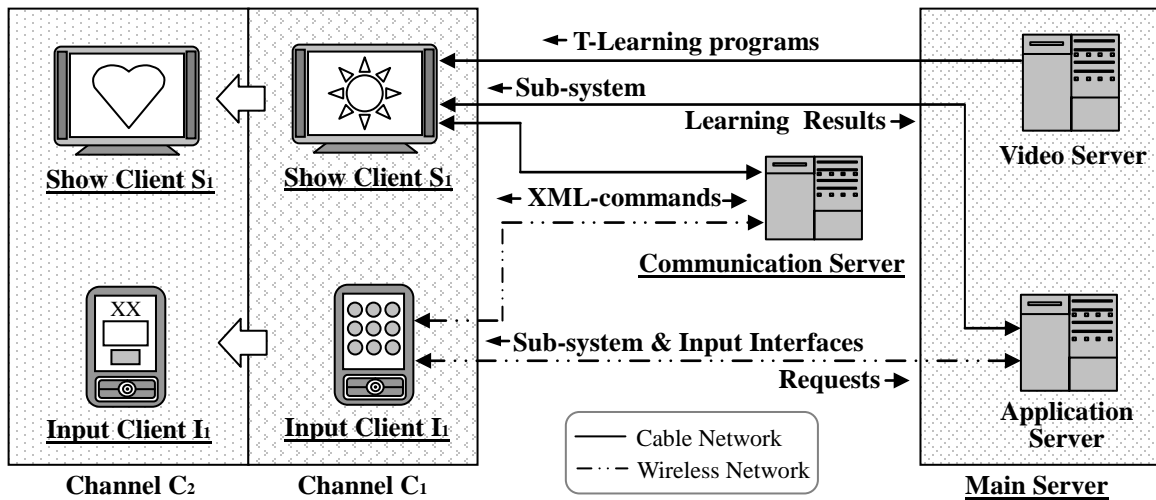 T-Learning programs
Sub-system
Learning Results
Video Server
Show Client S1
Show Client S1
XML-commands
Communication Server
XX
Sub-system & Input Interfaces
Requests
Input Client I1
Input Client I1
Application
Server
Cable Network
Wireless Network
Channel C2
Channel C1
Main Server